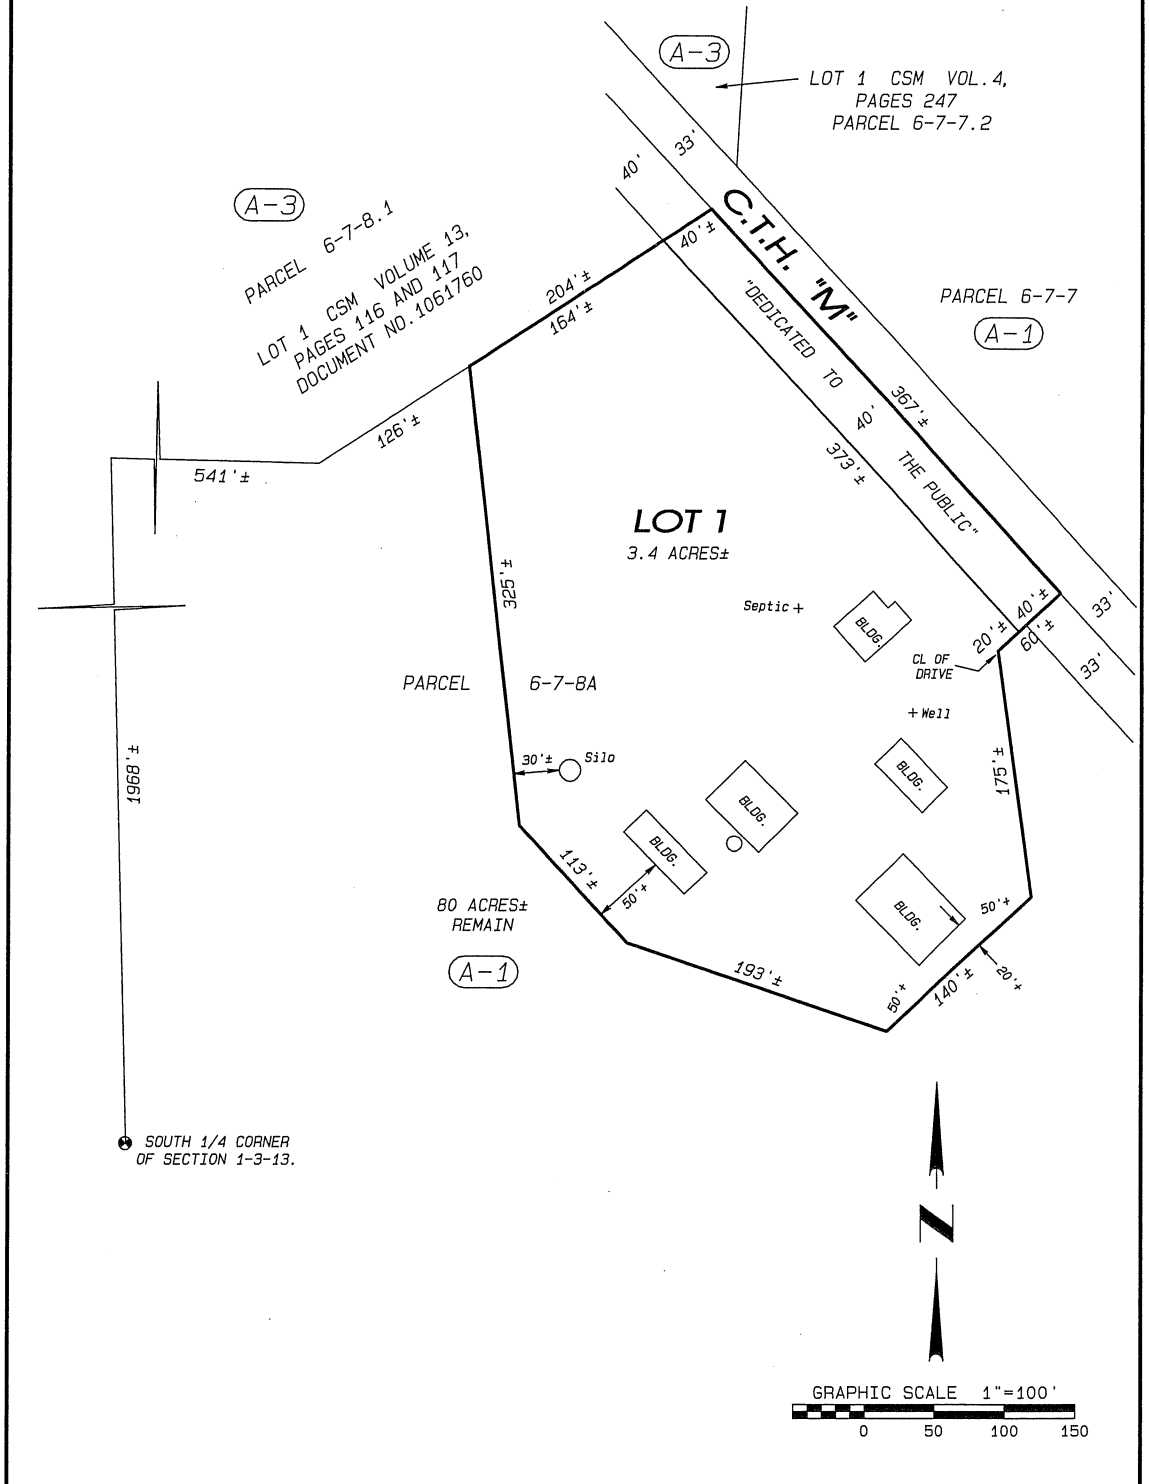 A-3
LOT 1 CSM VOL.4,
PAGES 247
PARCEL 6-7-7.2
33'
40'
A-3
PARCEL 6-7-8.1
LOT 1 CSM VOLUME 13,
PAGES 116 AND 117
DOCUMENT NO.1061760
C.T.H. "M"
40'±
204'±
164'±
"DEDICATED TO THE PUBLIC"
40'
367'±
373'±
PARCEL 6-7-7
A-1
126'±
541'±
LOT 1
3.4 ACRES±
325'±
Septic +
BLDG.
40'±
20'±
60'±
33'
33'
CL OF
DRIVE
PARCEL 6-7-8A
+ Well
1968'±
30'±
Silo
BLDG.
BLDG.
BLDG.
175'±
113'±
50'+
80 ACRES±
REMAIN
A-1
BLDG.
50'+
193'±
50'+
140'±
20'+
SOUTH 1/4 CORNER
OF SECTION 1-3-13.
N
GRAPHIC SCALE 1"=100'
0 50 100 150